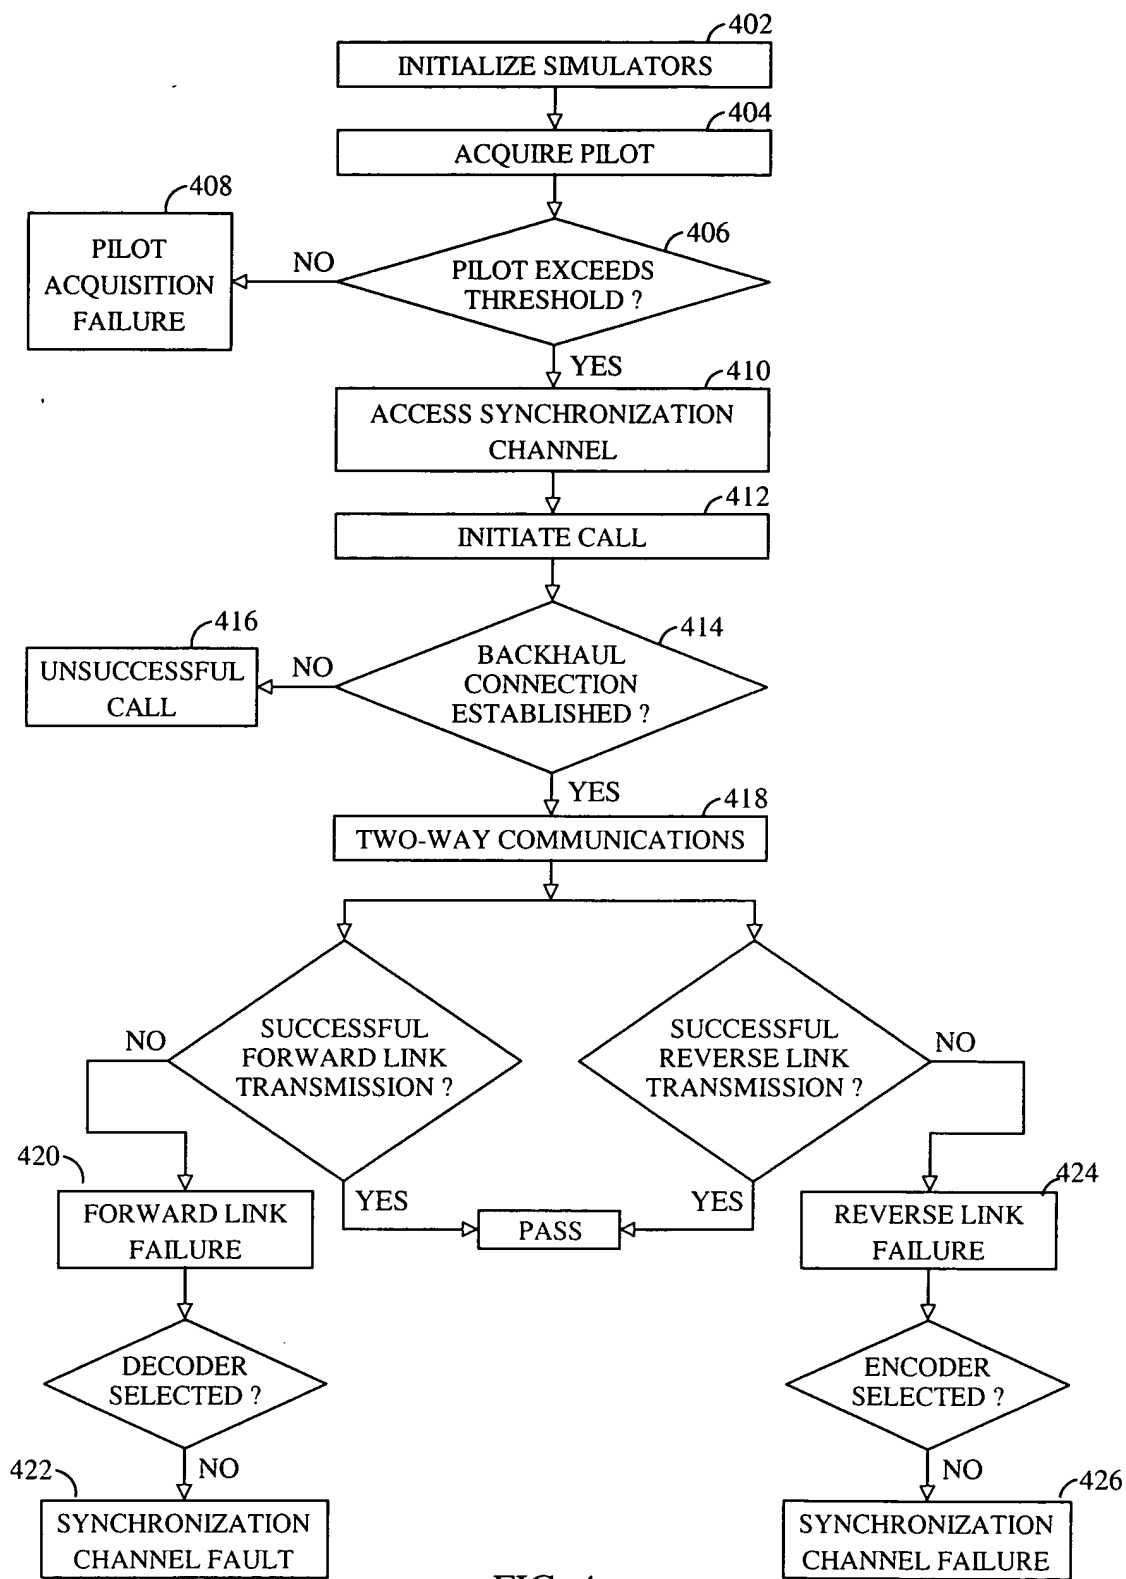 402
INITIALIZE SIMULATORS
404
ACQUIRE PILOT
408
PILOT
ACQUISITION
FAILURE
NO
406
PILOT EXCEEDS
THRESHOLD ?
YES
410
ACCESS SYNCHRONIZATION
CHANNEL
412
INITIATE CALL
416
UNSUCCESSFUL
CALL
NO
414
BACKHAUL
CONNECTION
ESTABLISHED ?
YES
418
TWO-WAY COMMUNICATIONS
NO
SUCCESSFUL
FORWARD LINK
TRANSMISSION ?
SUCCESSFUL
REVERSE LINK
TRANSMISSION ?
NO
420
FORWARD LINK
FAILURE
YES
PASS
YES
424
REVERSE LINK
FAILURE
DECODER
SELECTED ?
ENCODER
SELECTED ?
NO
NO
422
SYNCHRONIZATION
CHANNEL FAULT
426
SYNCHRONIZATION
CHANNEL FAILURE